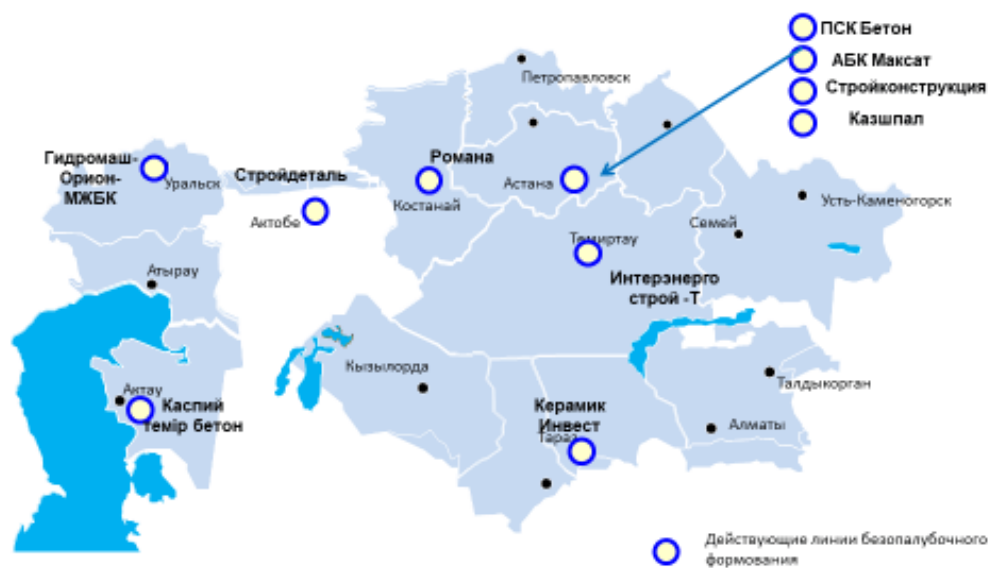 ПСК Бетон
АБК Максат
Стройконструкция
Казшпал
Петропавловск
Гидромаш-
Орион-
МЖБК
Уральск
Стройдеталь
Актобе
Романа
Костанай
Астана
Усть-Каменогорск
Семей
Темиртау
Интерэнерго
строй -Т
Атырау
Кызылорда
Талдыкорган
Актау
Каспий
темір бетон
Керамик
Инвест
Тараз
Алматы
Действующие линии безопалубочного
формования